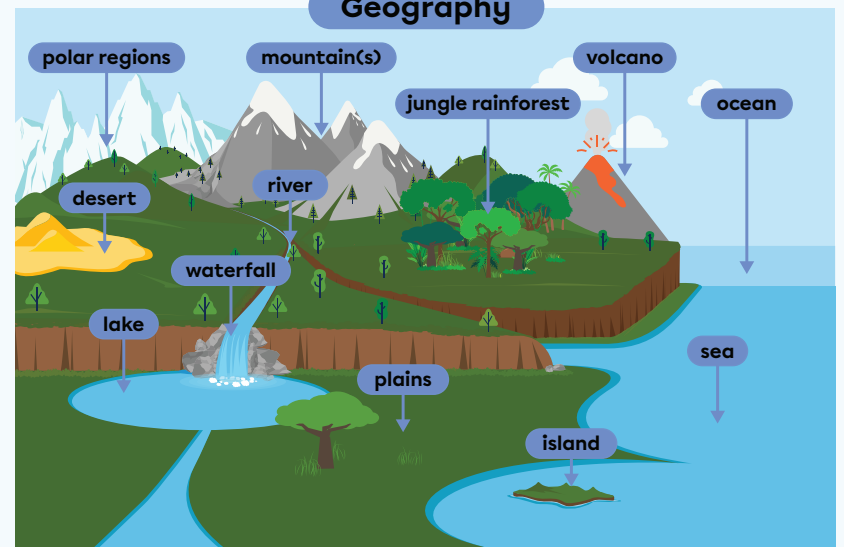 Geography
polar regions
mountain(s)
volcano
jungle rainforest
ocean
desert
river
waterfall
lake
sea
plains
island